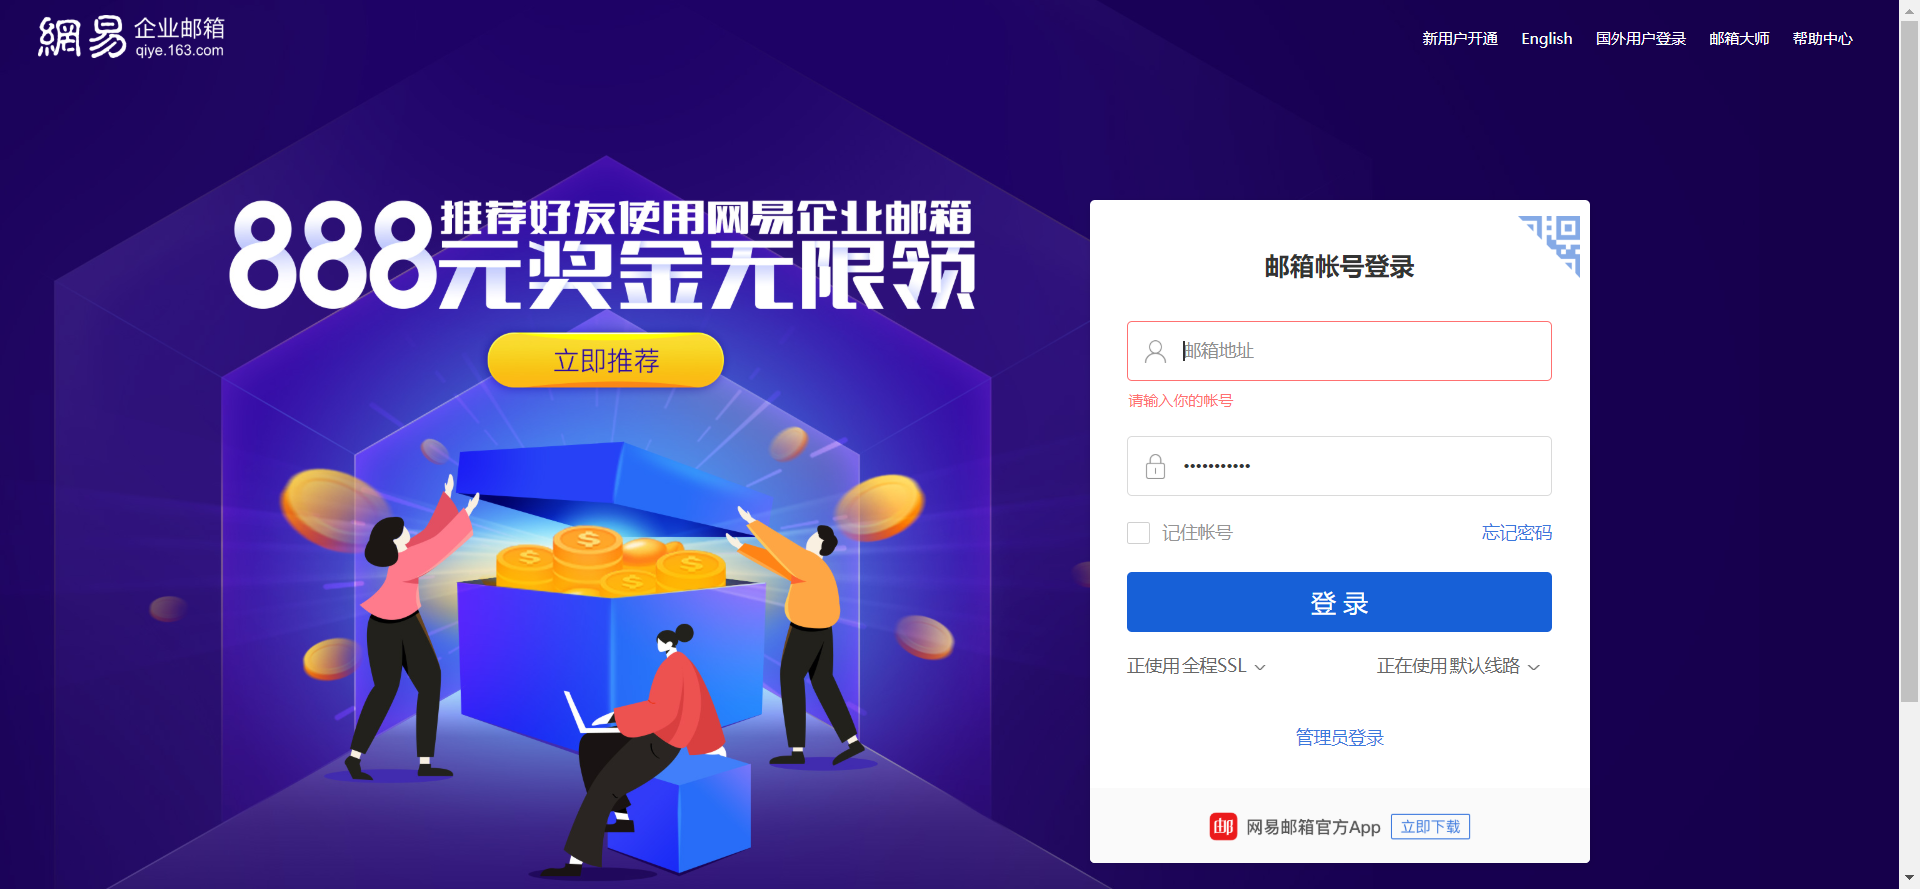 網易 企业邮箱
qiye.163.com
新用户开通 English 国外用户登录 邮箱大师 帮助中心
888推荐好友使用网易企业邮箱
元奖金无限领
立即推荐
邮箱帐号登录
邮箱地址
请输入你的帐号
•••••••••••
记住帐号 忘记密码
登 录
正使用全程SSL 正在使用默认线路
管理员登录
邮 网易邮箱官方App 立即下载